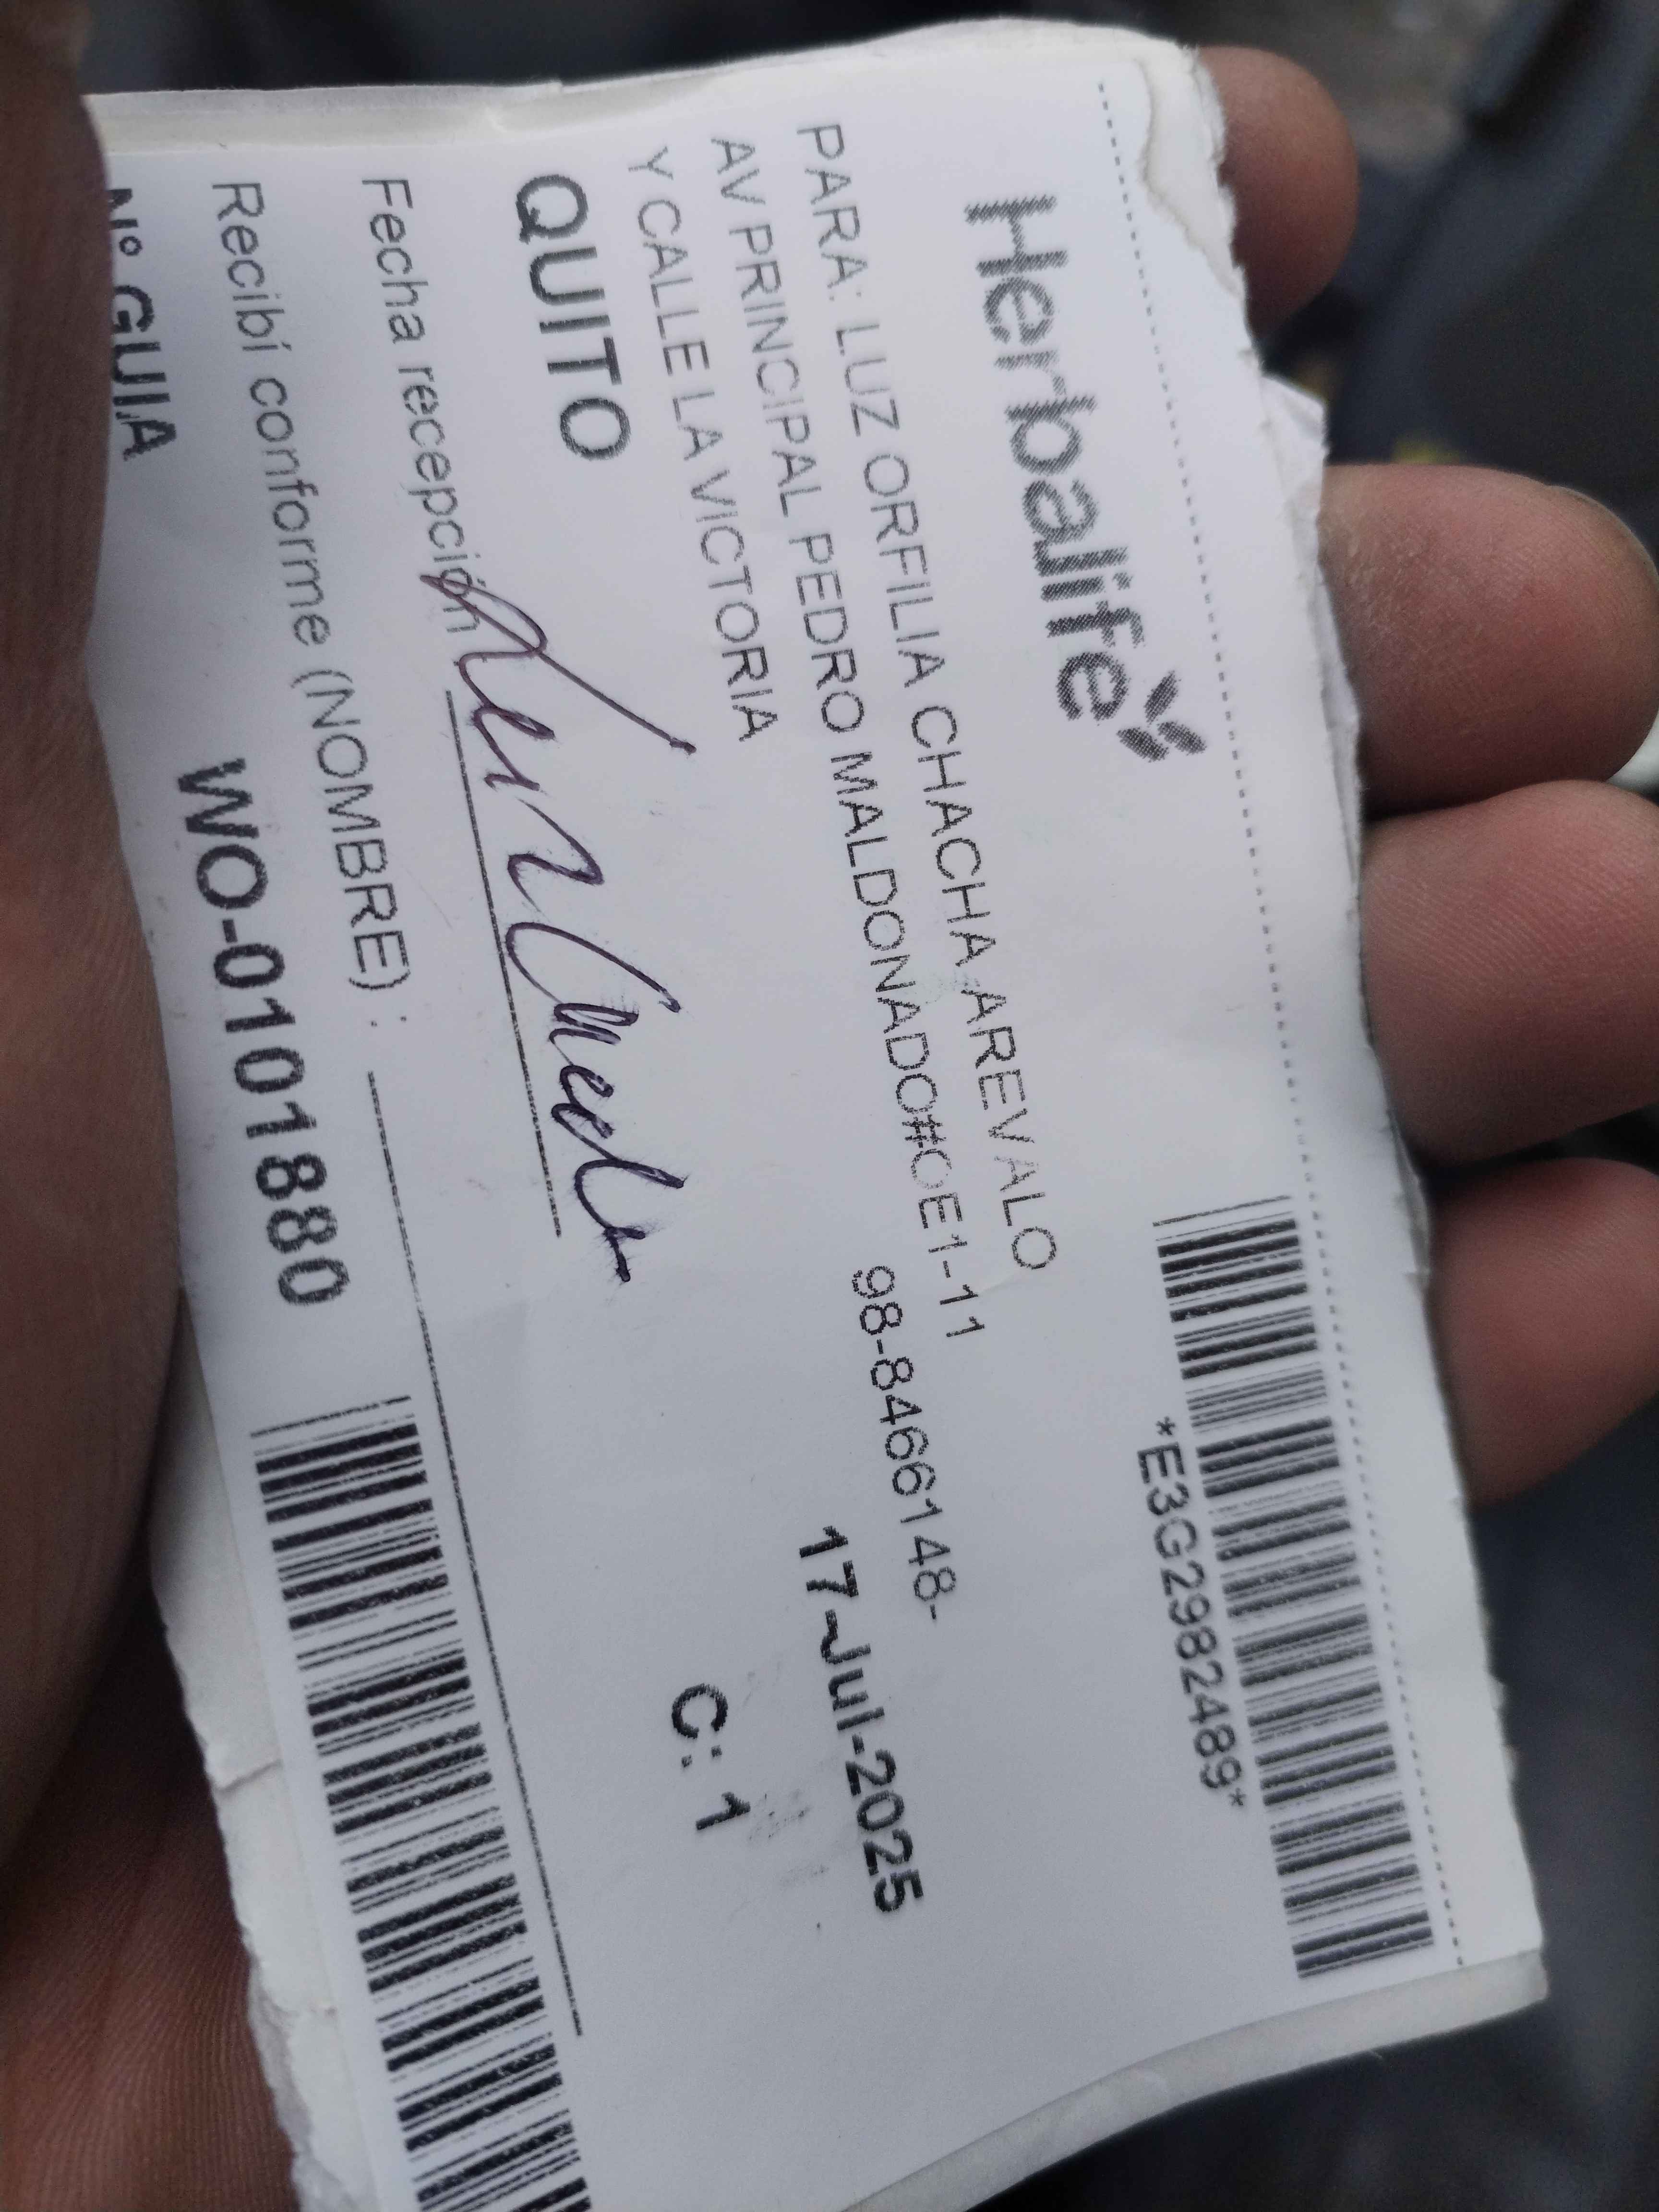 Herbalife
*E3G2982489*
PARA: LUZ ORFILIA CHACHA AREVALO
AV PRINCIPAL PEDRO MALDONADO#OE1-11
98-8466148-
Y CALLE LA VICTORIA
17-Jul-2025
QUITO
C: 1
Fecha recepción
Recibí conforme (NOMBRE) :
Nº GUIA
WO-0101880